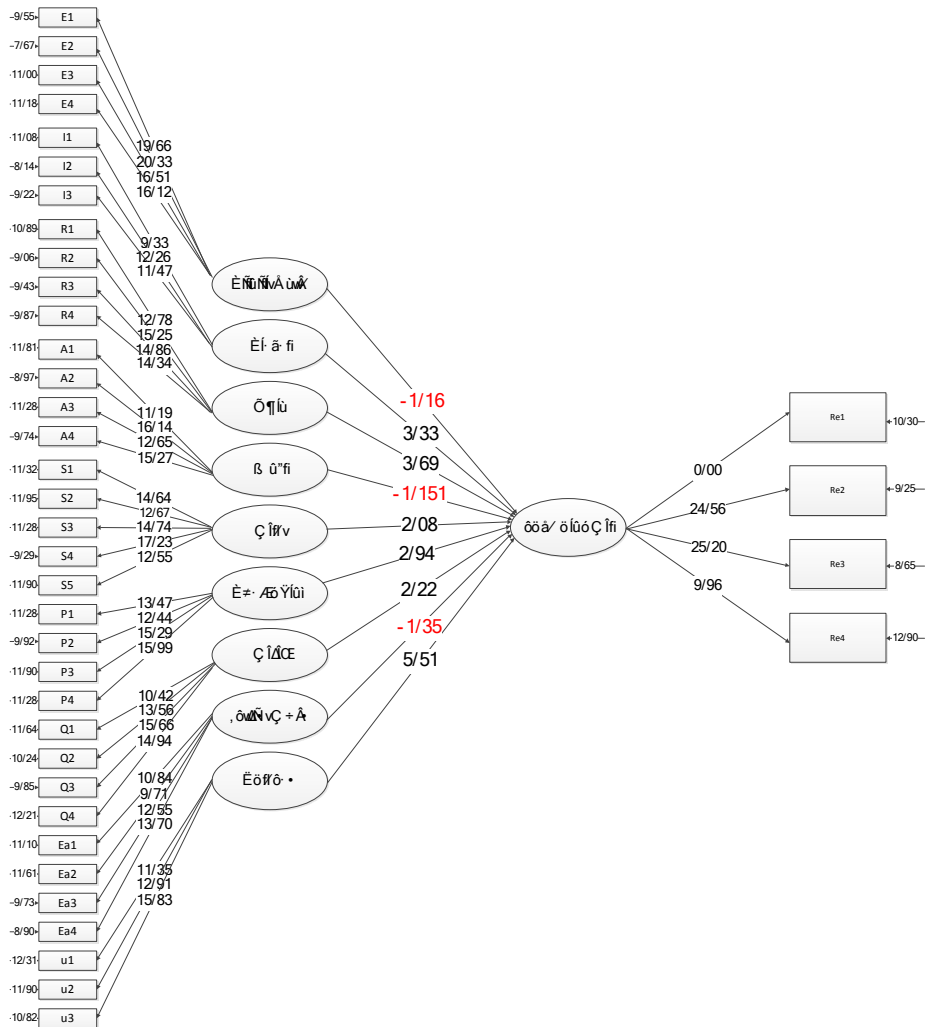 -9/55 E1
-7/67 E2
-11/00 E3
-11/18 E4
-11/08 I1
-8/14 I2
-9/22 I3
-10/89 R1
-9/06 R2
-9/43 R3
-9/87 R4
-11/81 A1
-8/97 A2
-11/28 A3
-9/74 A4
-11/32 S1
-11/95 S2
-11/28 S3
-9/29 S4
-11/90 S5
-11/28 P1
-9/92 P2
-11/90 P3
-11/28 P4
-11/64 Q1
-10/24 Q2
-9/85 Q3
-12/21 Q4
-11/10 Ea1
-11/61 Ea2
-9/73 Ea3
-8/90 Ea4
-12/31 u1
-11/90 u2
-10/82 u3
19/66
20/33
16/51
16/12
9/33
12/26
11/47
12/78
15/25
14/86
14/34
11/19
16/14
12/65
15/27
14/64
12/67
14/74
17/23
12/55
13/47
12/44
15/29
15/99
10/42
13/56
15/66
14/94
10/84
9/71
12/55
13/70
11/35
12/91
15/83
-1/16
3/33
3/69
-1/151
2/08
2/94
2/22
-1/35
5/51
0/00
24/56
25/20
9/96
Re1 10/30
Re2 9/25
Re3 8/65
Re4 12/90